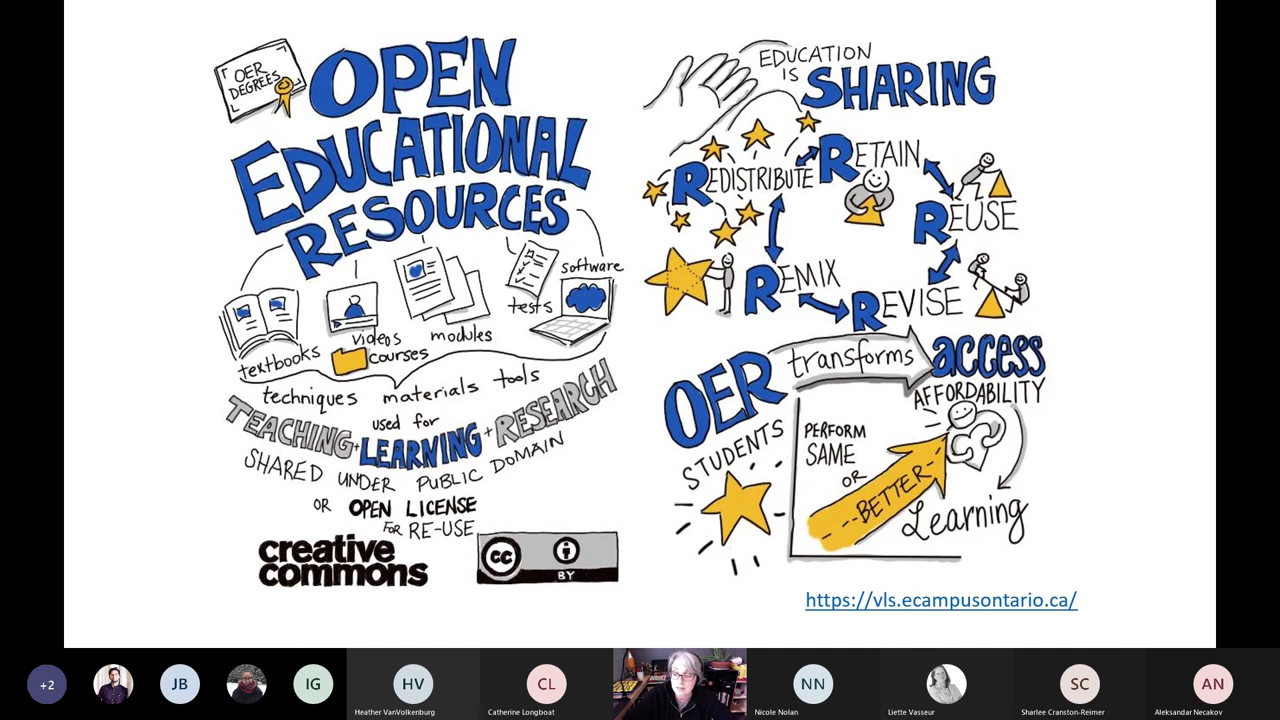 OER
DEGREES
OPEN
EDUCATIONAL
RESOURCES
textbooks
videos
courses
modules
tests
software
techniques materials tools
used for
TEACHING + LEARNING + RESEARCH
SHARED UNDER PUBLIC DOMAIN
OR OPEN LICENSE
FOR RE-USE
creative
commons
cc
BY
EDUCATION
IS SHARING
REDISTRIBUTE
RETAIN
REUSE
REVISE
REMIX
OER transforms access
AFFORDABILITY
STUDENTS
PERFORM
SAME
OR
BETTER
Learning
https://vls.ecampusontario.ca/
+2
JB
IG
HV
Heather VanVolkenburg
CL
Catherine Longboat
NN
Nicole Nolan
Liette Vasseur
SC
Sharlee Cranston-Reimer
AN
Aleksandar Necakov